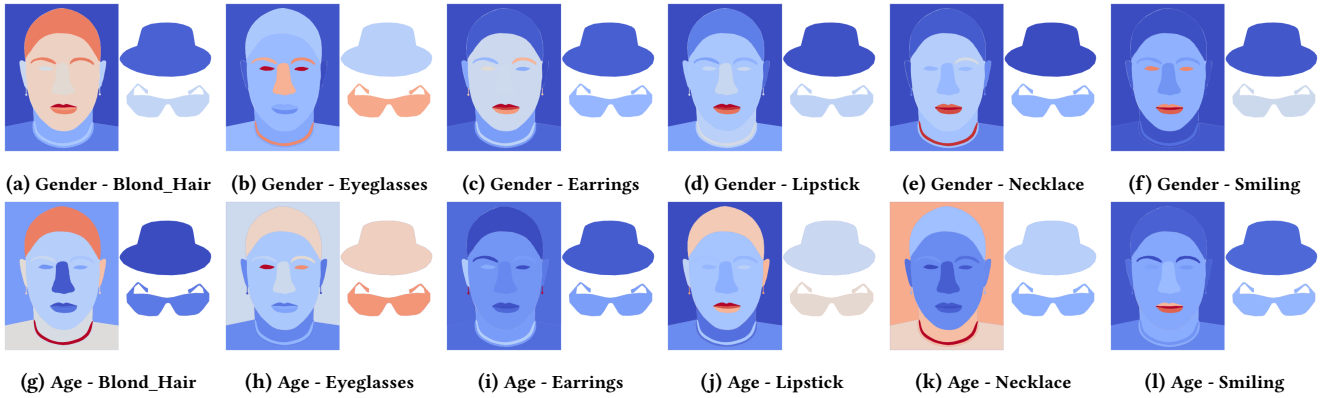 (a) Gender - Blond_Hair (b) Gender - Eyeglasses (c) Gender - Earrings (d) Gender - Lipstick (e) Gender - Necklace (f) Gender - Smiling
(g) Age - Blond_Hair (h) Age - Eyeglasses (i) Age - Earrings (j) Age - Lipstick (k) Age - Necklace (l) Age - Smiling